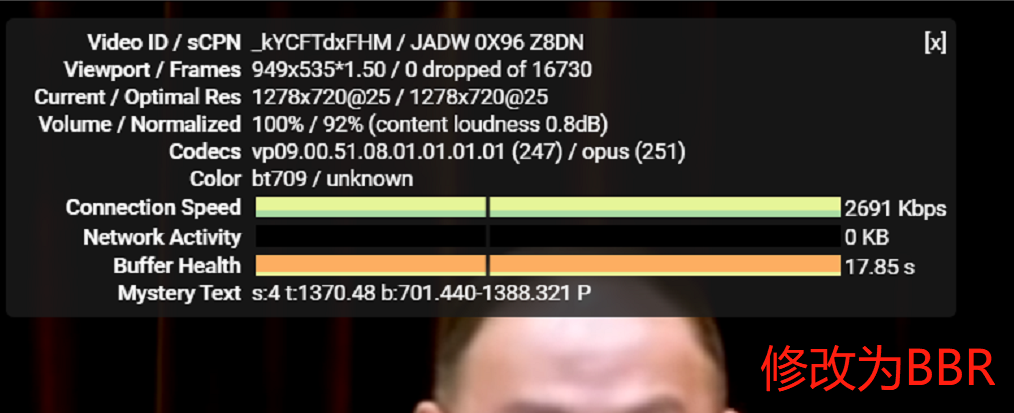 Video ID / sCPN _kYCFTdxFHM / JADW 0X96 Z8DN [x]
Viewport / Frames 949x535*1.50 / 0 dropped of 16730
Current / Optimal Res 1278x720@25 / 1278x720@25
Volume / Normalized 100% / 92% (content loudness 0.8dB)
Codecs vp09.00.51.08.01.01.01.01 (247) / opus (251)
Color bt709 / unknown
Connection Speed 2691 Kbps
Network Activity 0 KB
Buffer Health 17.85 s
Mystery Text s:4 t:1370.48 b:701.440-1388.321 P
修改为BBR